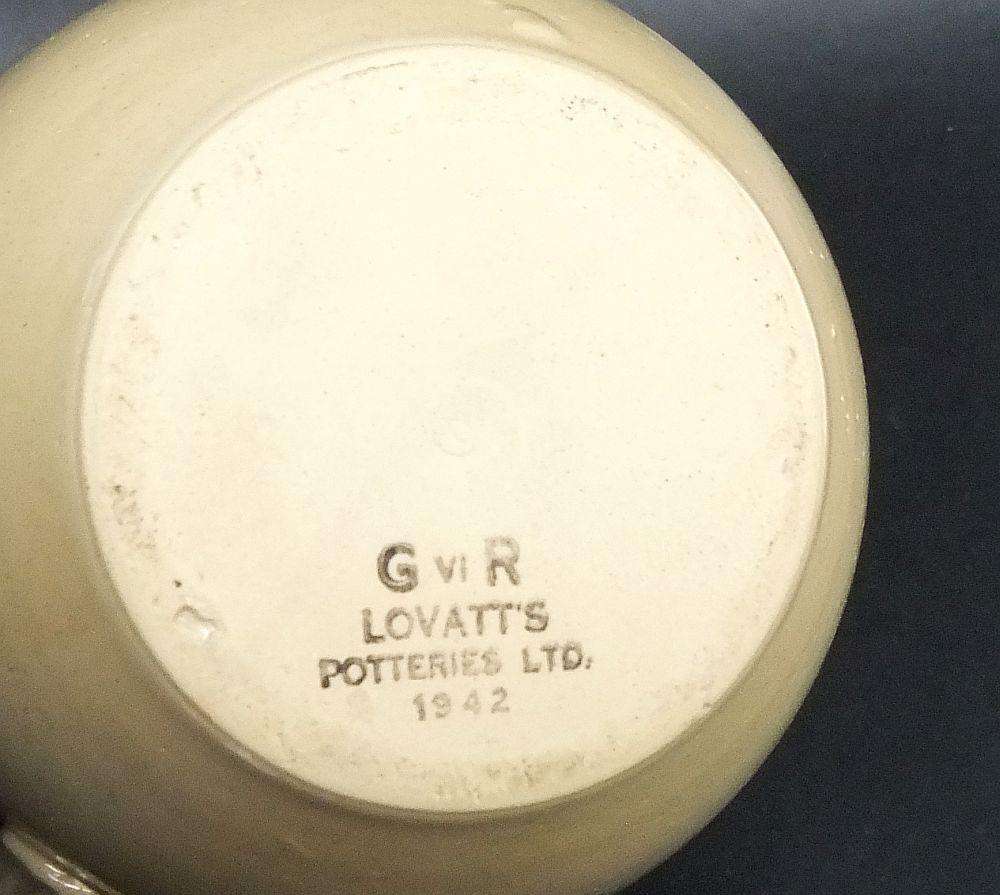 G VI R
LOVATT'S
POTTERIES LTD.
1942